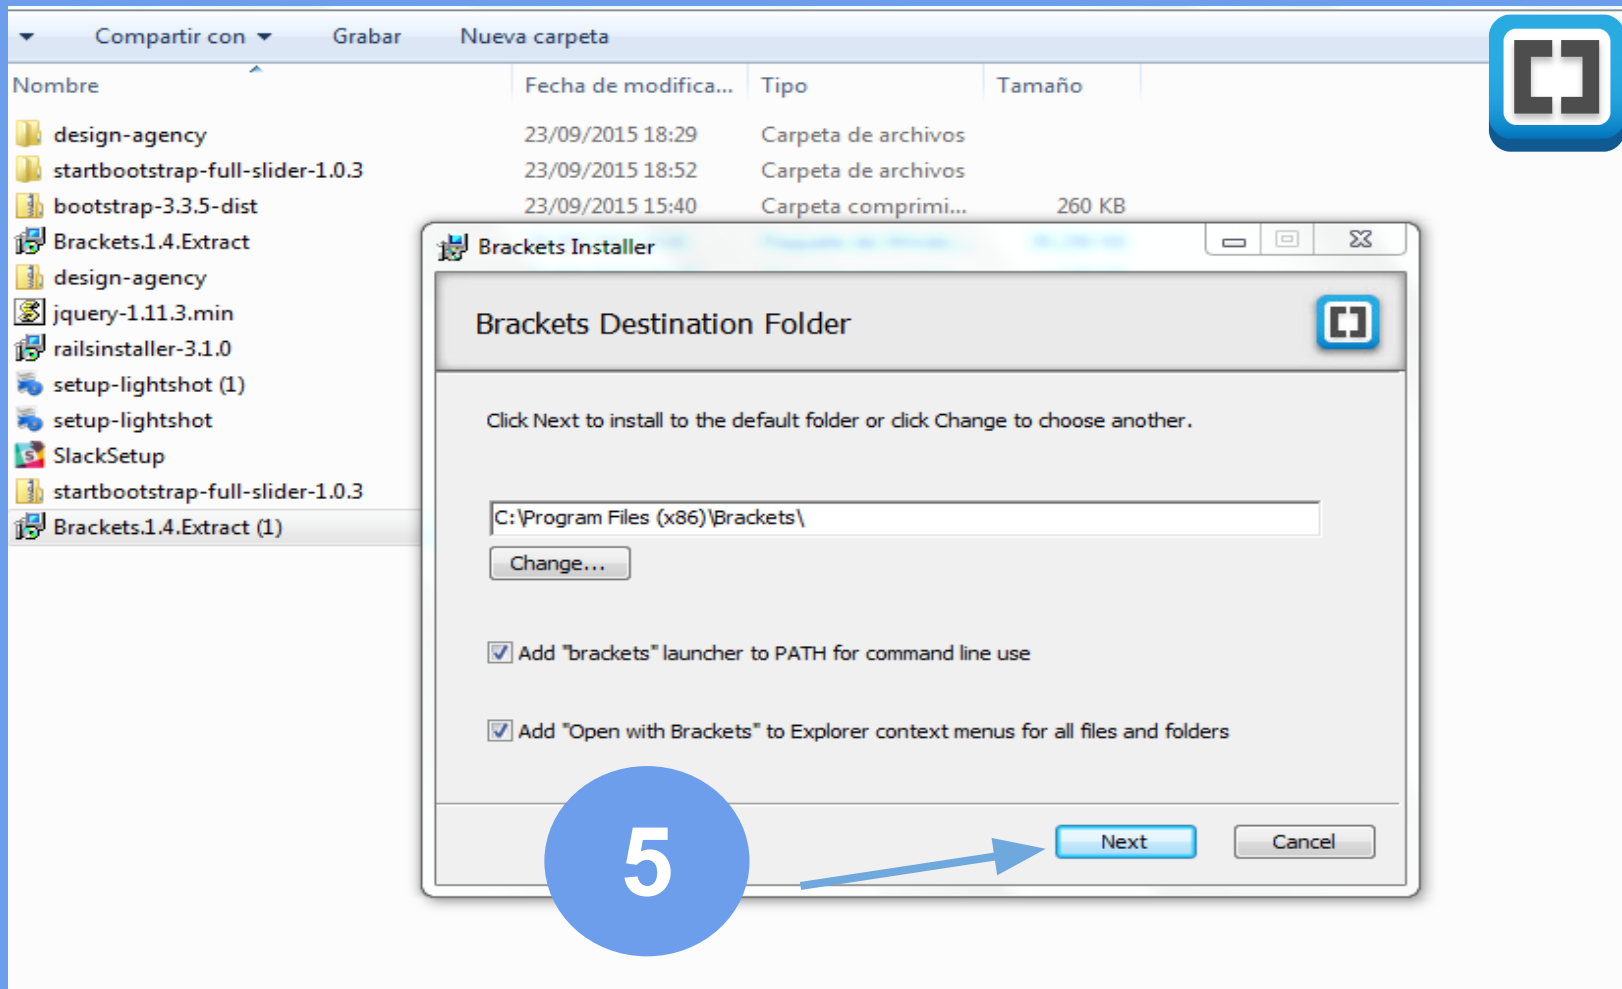 Compartir con Grabar Nueva carpeta
Nombre Fecha de modifica... Tipo Tamaño
design-agency 23/09/2015 18:29 Carpeta de archivos
startbootstrap-full-slider-1.0.3 23/09/2015 18:52 Carpeta de archivos
bootstrap-3.3.5-dist 23/09/2015 15:40 Carpeta comprimi... 260 KB
Brackets.1.4.Extract
design-agency
jquery-1.11.3.min
railsinstaller-3.1.0
setup-lightshot (1)
setup-lightshot
SlackSetup
startbootstrap-full-slider-1.0.3
Brackets.1.4.Extract (1)
Brackets Installer
Brackets Destination Folder
Click Next to install to the default folder or click Change to choose another.
C:\Program Files (x86)\Brackets\
Change...
Add "brackets" launcher to PATH for command line use
Add "Open with Brackets" to Explorer context menus for all files and folders
5
Next Cancel